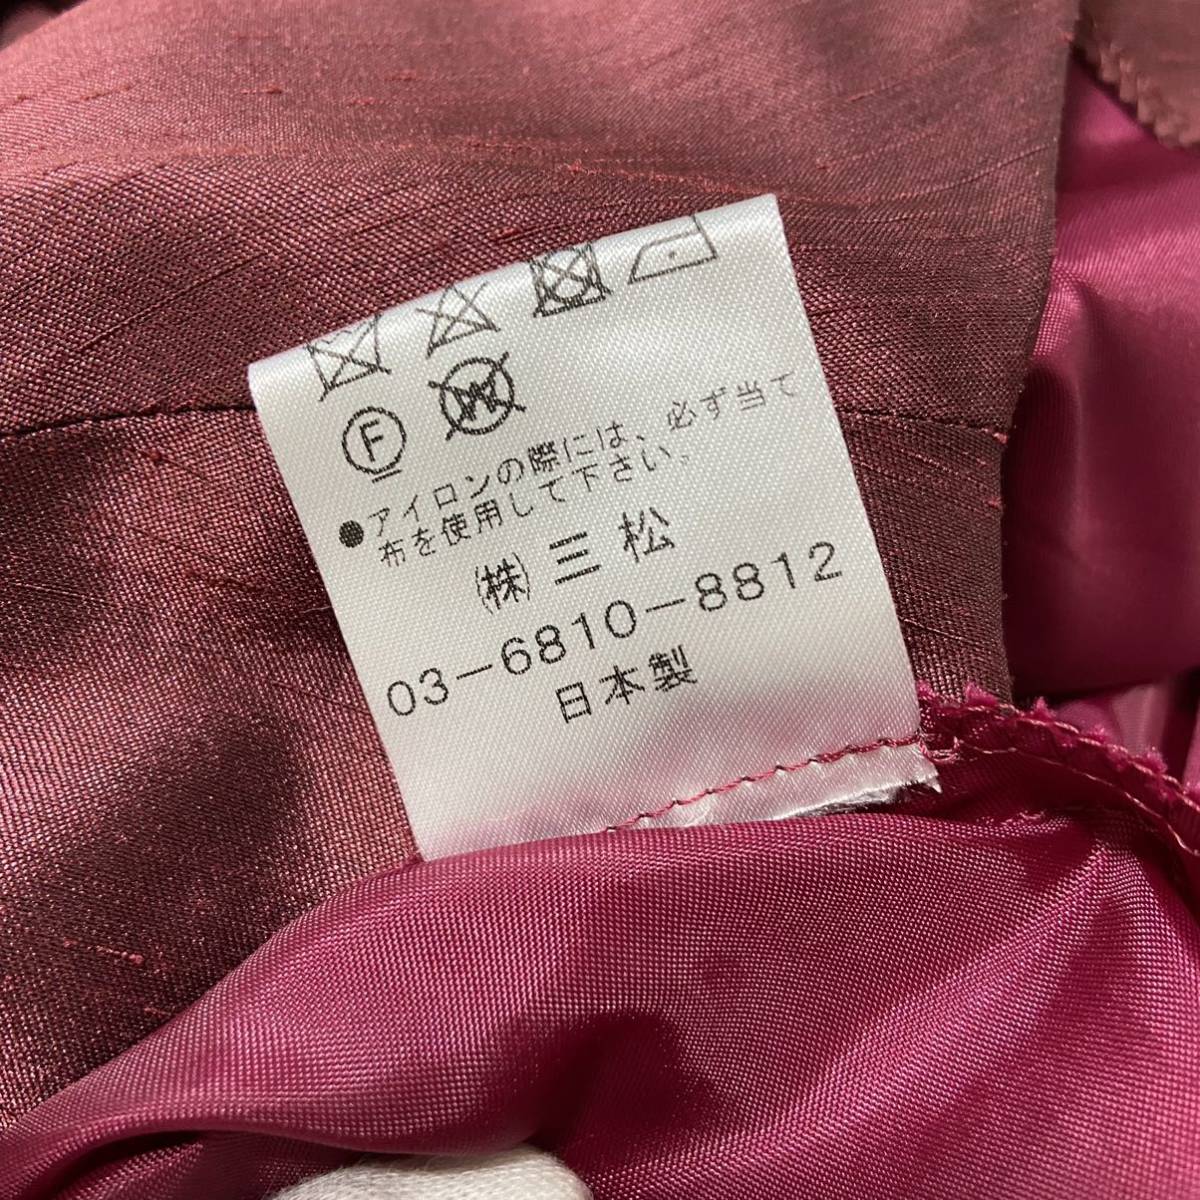 F W
●アイロンの際には、必ず当て
布を使用して下さい。
㈱三松
03-6810-8812
日本製